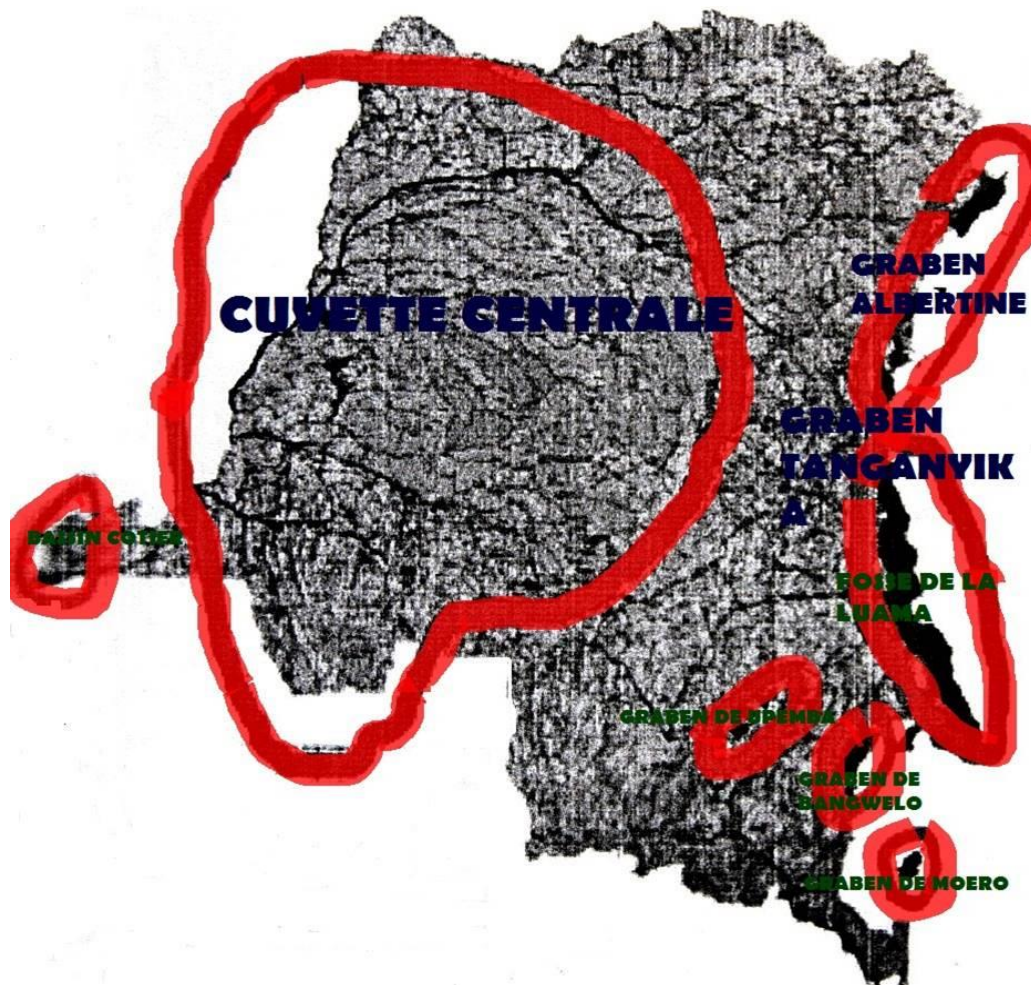 GRABEN
ALBERTINE
CUVETTE CENTRALE
GRABEN
TANGANYIK
A
BASSIN COTIER
FOSSE DE LA
LUAMA
GRABEN DE UPEMBA
GRABEN DE
BANGWELO
GRABEN DE MOERO